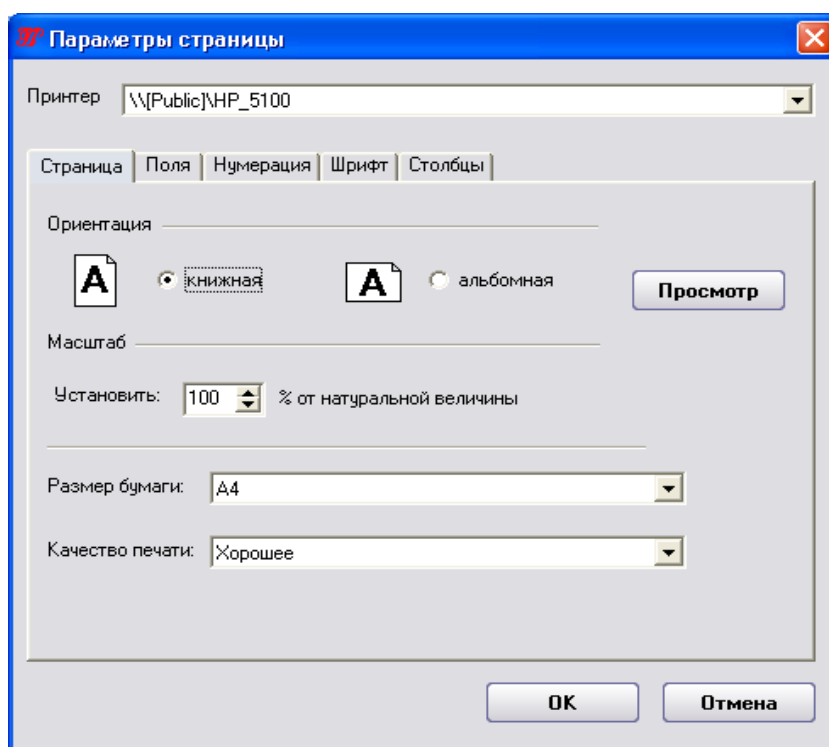 Параметры страницы
Принтер \\[Public]\HP_5100
Страница Поля Нумерация Шрифт Столбцы
Ориентация
A книжная A альбомная Просмотр
Масштаб
Установить: 100 % от натуральной величины
Размер бумаги: A4
Качество печати: Хорошее
OK Отмена